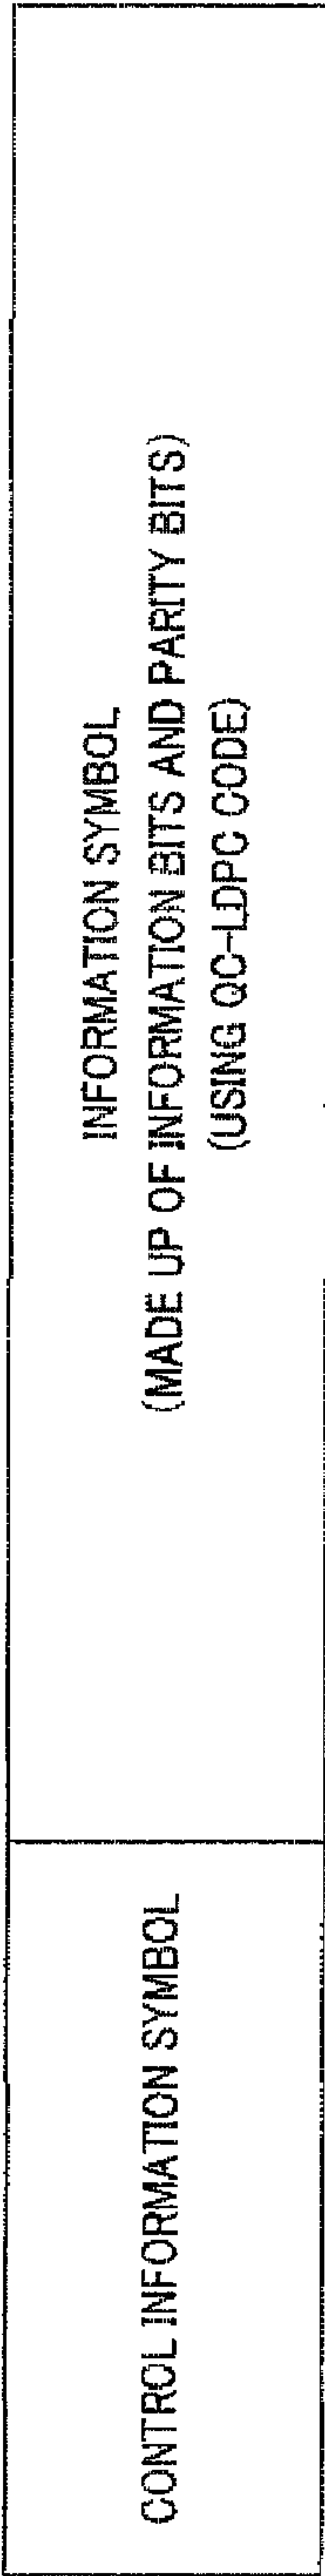 CONTROL INFORMATION SYMBOL
INFORMATION SYMBOL
(MADE UP OF INFORMATION BITS AND PARITY BITS)
(USING QC-LDPC CODE)